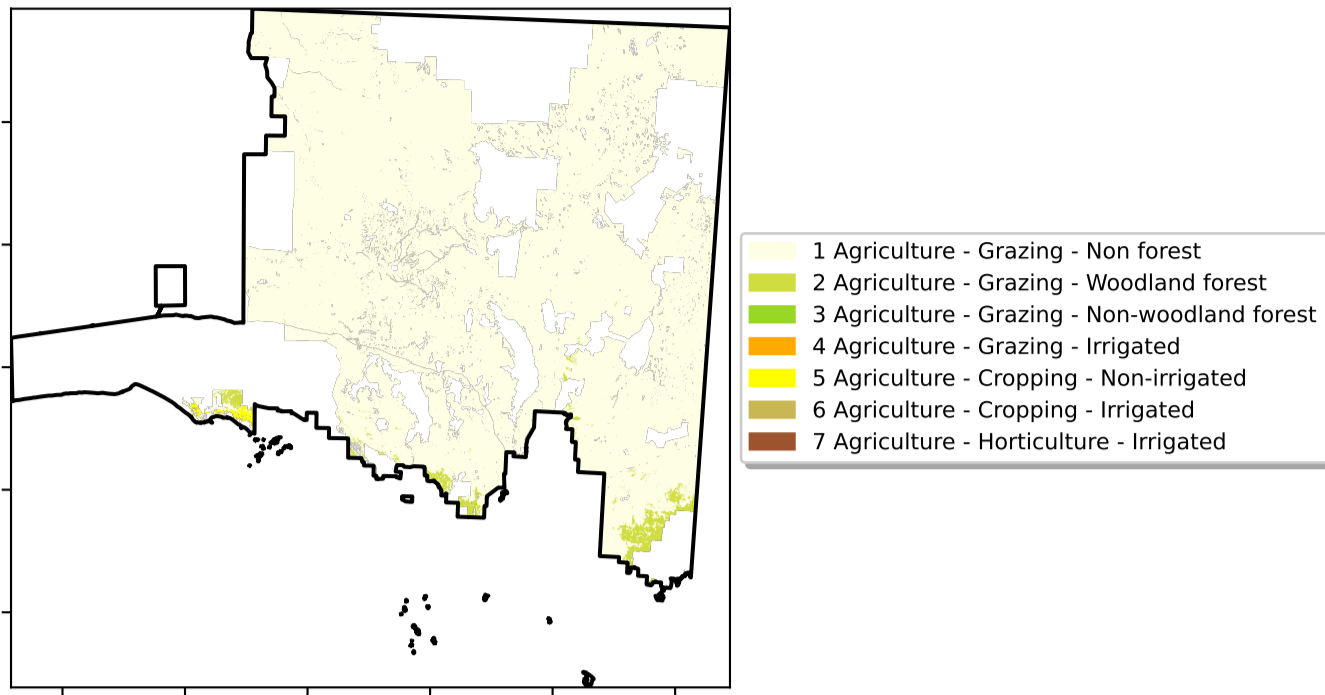 1 Agriculture - Grazing - Non forest
2 Agriculture - Grazing - Woodland forest
3 Agriculture - Grazing - Non-woodland forest
4 Agriculture - Grazing - Irrigated
5 Agriculture - Cropping - Non-irrigated
6 Agriculture - Cropping - Irrigated
7 Agriculture - Horticulture - Irrigated